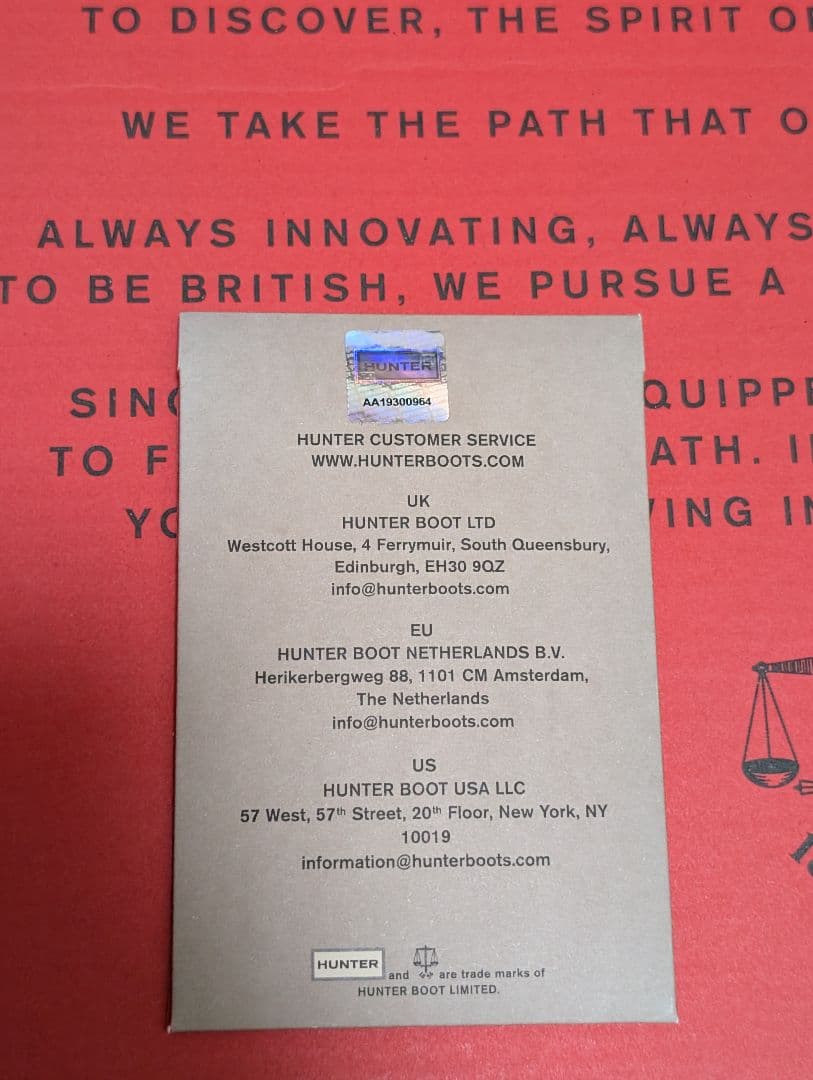 TO DISCOVER, THE SPIRIT
WE TAKE THE PATH THAT
ALWAYS INNOVATING, ALWAYS
TO BE BRITISH, WE PURSUE A
HUNTER
AA19300964
HUNTER CUSTOMER SERVICE
WWW.HUNTERBOOTS.COM
UK
HUNTER BOOT LTD
Westcott House, 4 Ferrymuir, South Queensbury,
Edinburgh, EH30 9QZ
info@hunterboots.com
EU
HUNTER BOOT NETHERLANDS B.V.
Herikerbergweg 88, 1101 CM Amsterdam,
The Netherlands
info@hunterboots.com
US
HUNTER BOOT USA LLC
57 West, 57th Street, 20th Floor, New York, NY
10019
information@hunterboots.com
HUNTER and are trade marks of
HUNTER BOOT LIMITED.
TO
ATH.